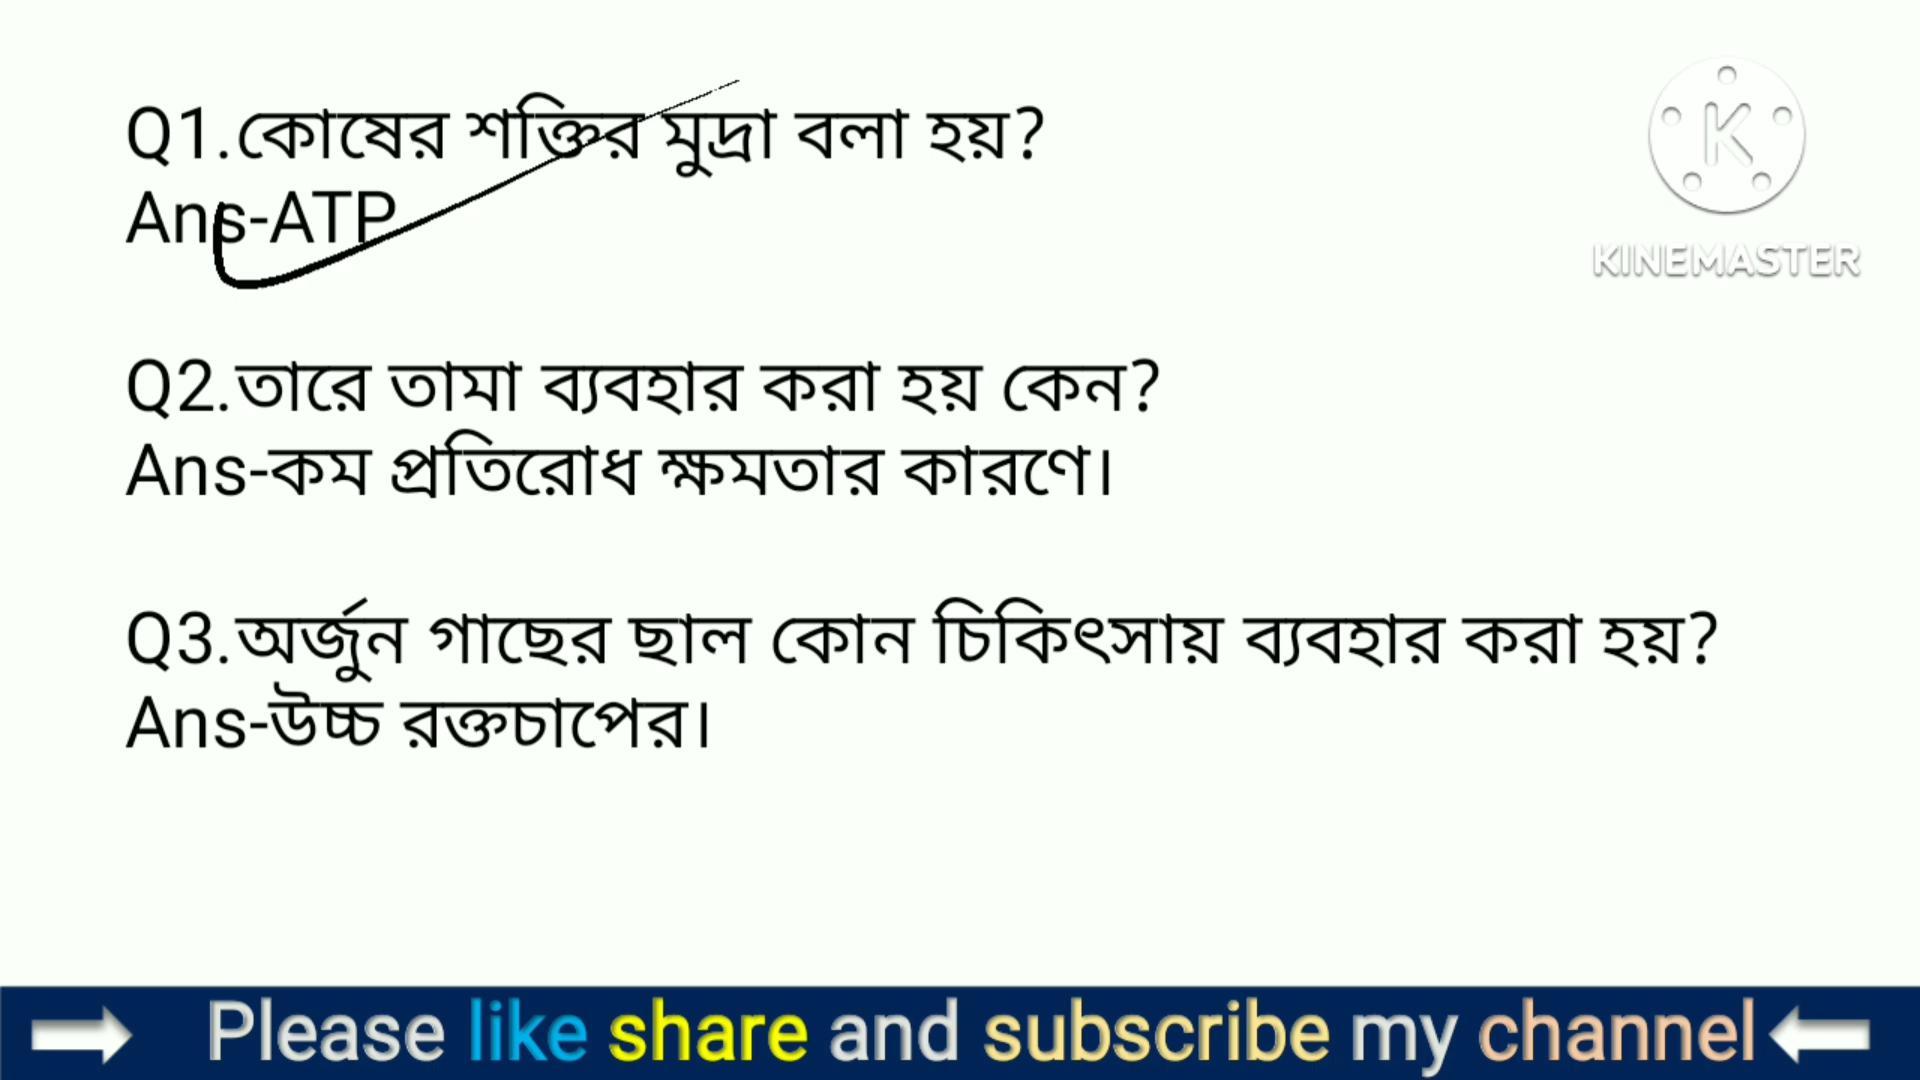 Q1.কোষের শক্তির মুদ্রা বলা হয়?
Ans-ATP
Q2.তারে তামা ব্যবহার করা হয় কেন?
Ans-কম প্রতিরোধ ক্ষমতার কারণে।
Q3.অর্জুন গাছের ছাল কোন চিকিৎসায় ব্যবহার করা হয়?
Ans-উচ্চ রক্তচাপের।
K
KINEMASTER
Please like share and subscribe my channel